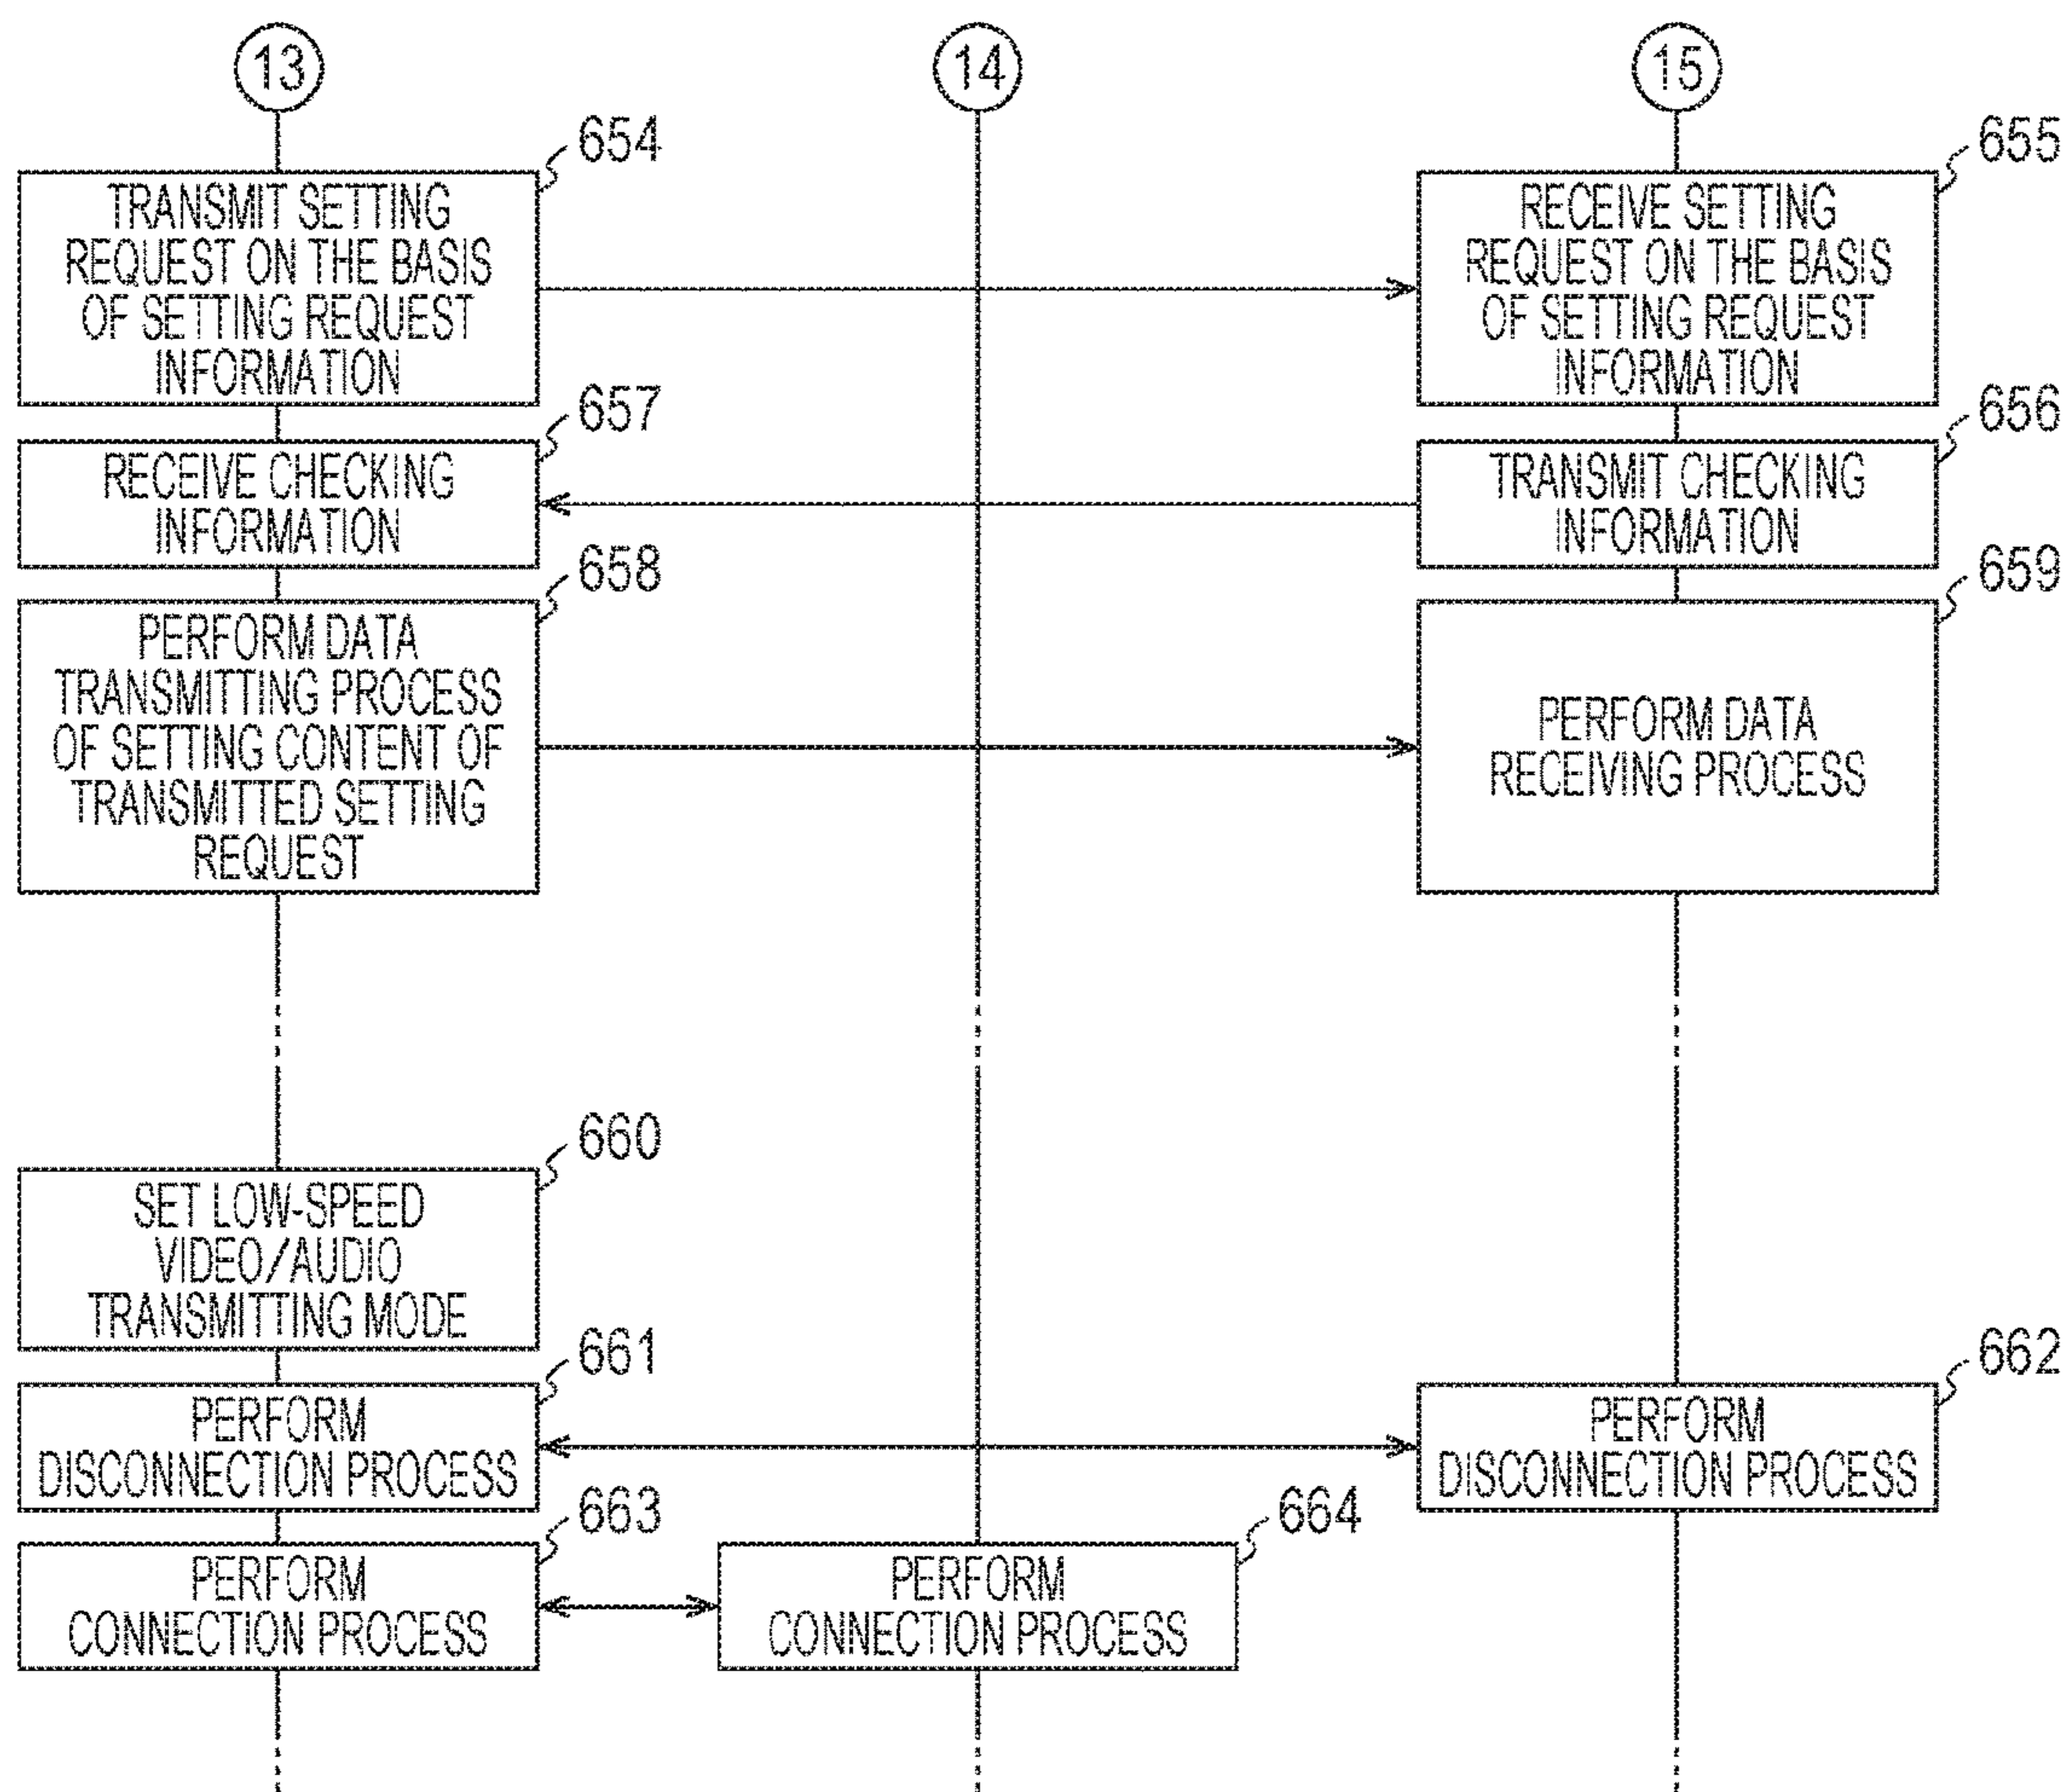 13
14
15
654
TRANSMIT SETTING
REQUEST ON THE BASIS
OF SETTING REQUEST
INFORMATION
655
RECEIVE SETTING
REQUEST ON THE BASIS
OF SETTING REQUEST
INFORMATION
657
RECEIVE CHECKING
INFORMATION
656
TRANSMIT CHECKING
INFORMATION
658
PERFORM DATA
TRANSMITTING PROCESS
OF SETTING CONTENT OF
TRANSMITTED SETTING
REQUEST
659
PERFORM DATA
RECEIVING PROCESS
660
SET LOW-SPEED
VIDEO/AUDIO
TRANSMITTING MODE
661
PERFORM
DISCONNECTION PROCESS
662
PERFORM
DISCONNECTION PROCESS
663
PERFORM
CONNECTION PROCESS
664
PERFORM
CONNECTION PROCESS